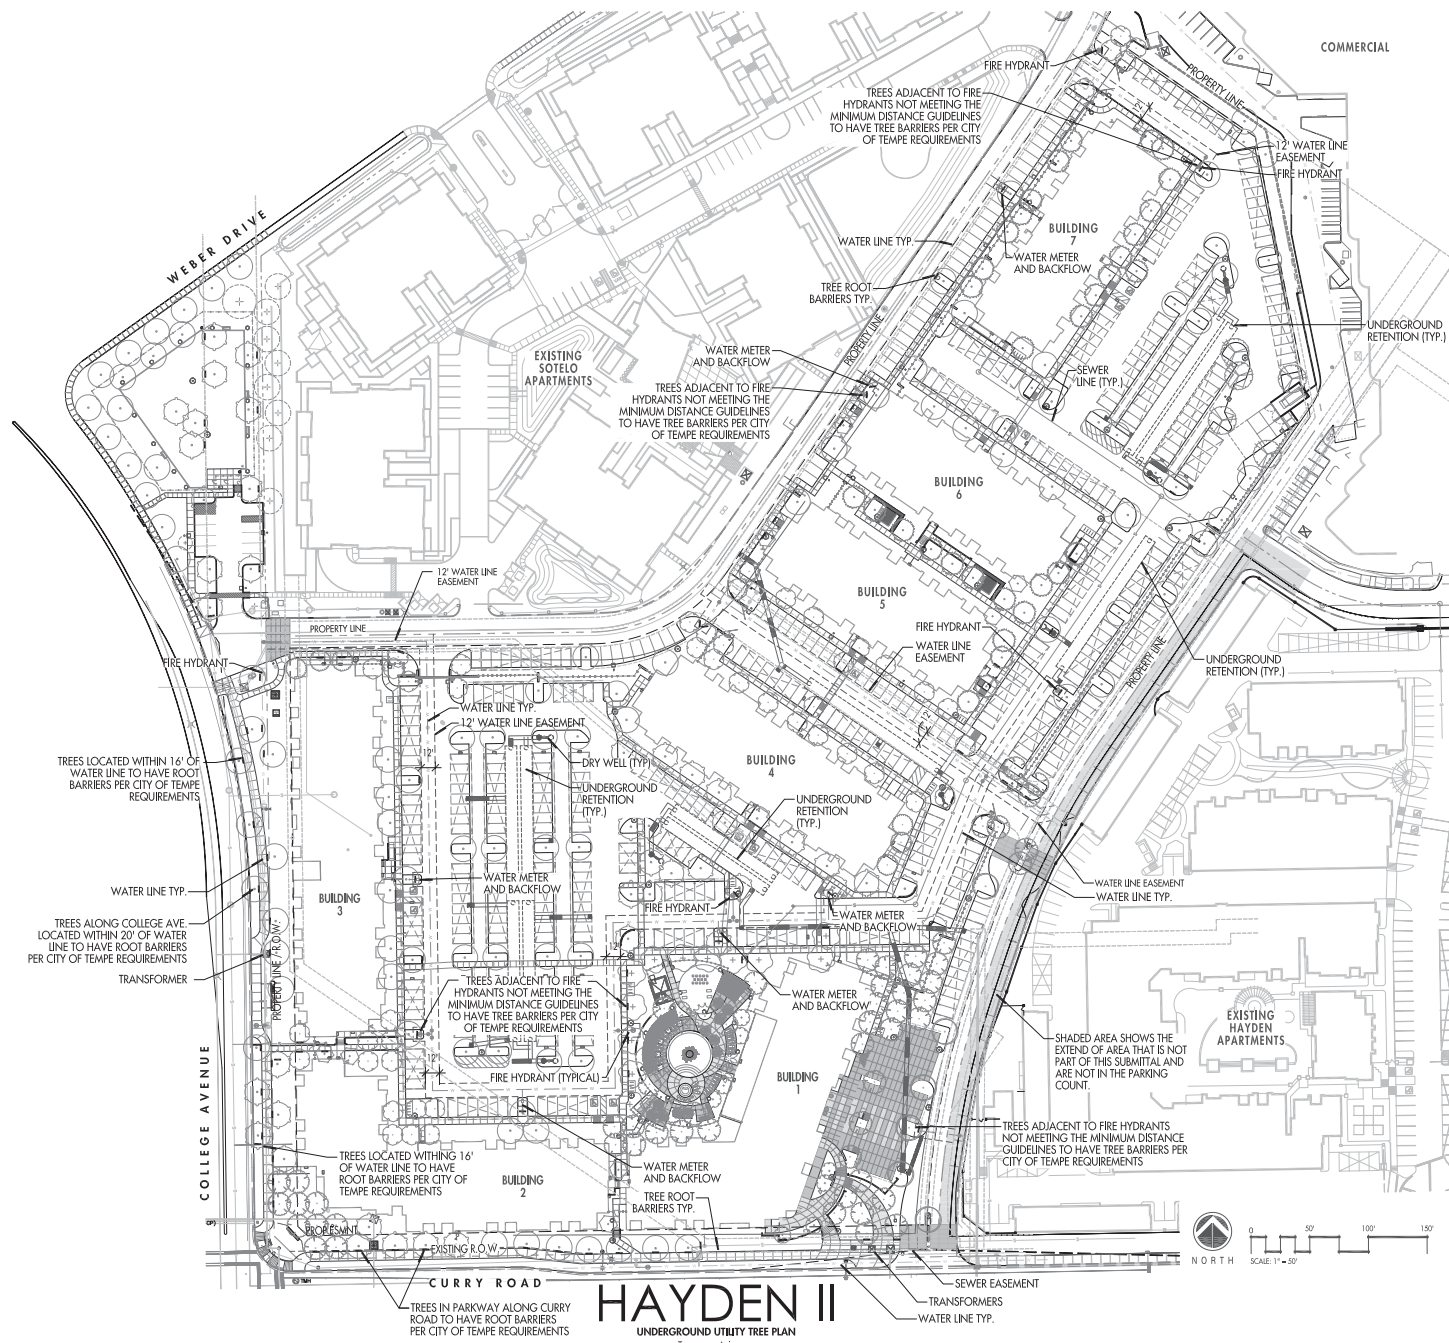 COMMERCIAL
FIRE HYDRANT
PROPERTY LINE
TREES ADJACENT TO FIRE
HYDRANTS NOT MEETING THE
MINIMUM DISTANCE GUIDELINES
TO HAVE TREE BARRIERS PER CITY
OF TEMPE REQUIREMENTS
12'
12' WATER LINE
EASEMENT
FIRE HYDRANT
WEBER DRIVE
BUILDING
7
WATER LINE TYP.
WATER METER
AND BACKFLOW
TREE ROOT
BARRIERS TYP.
PROPERTY LINE
UNDERGROUND
RETENTION (TYP.)
EXISTING
SOTELO
APARTMENTS
WATER METER
AND BACKFLOW
SEWER
LINE (TYP.)
TREES ADJACENT TO FIRE
HYDRANTS NOT MEETING THE
MINIMUM DISTANCE GUIDELINES
TO HAVE TREE BARRIERS PER CITY
OF TEMPE REQUIREMENTS
BUILDING
6
12' WATER LINE
EASEMENT
BUILDING
5
PROPERTY LINE
FIRE HYDRANT
WATER LINE
EASEMENT
UNDERGROUND
RETENTION (TYP.)
PROPERTY LINE
FIRE HYDRANT
WATER LINE TYP.
12' WATER LINE EASEMENT
12'
12'
TREES LOCATED WITHIN 16' OF
WATER LINE TO HAVE ROOT
BARRIERS PER CITY OF TEMPE
REQUIREMENTS
DRY WELL (TYP)
BUILDING
4
UNDERGROUND
RETENTION
(TYP.)
UNDERGROUND
RETENTION
(TYP.)
WATER LINE TYP.
WATER METER
AND BACKFLOW
BUILDING
3
WATER LINE EASEMENT
WATER LINE TYP.
FIRE HYDRANT
WATER METER
AND BACKFLOW
TREES ALONG COLLEGE AVE.
LOCATED WITHIN 20' OF WATER
LINE TO HAVE ROOT BARRIERS
PER CITY OF TEMPE REQUIREMENTS
TRANSFORMER
PROPERTY LINE / R.O.W.
12'
TREES ADJACENT TO FIRE
HYDRANTS NOT MEETING THE
MINIMUM DISTANCE GUIDELINES
TO HAVE TREE BARRIERS PER CITY
OF TEMPE REQUIREMENTS
WATER METER
AND BACKFLOW
EXISTING
HAYDEN
APARTMENTS
SHADED AREA SHOWS THE
EXTEND OF AREA THAT IS NOT
PART OF THIS SUBMITTAL AND
ARE NOT IN THE PARKING
COUNT.
12'
FIRE HYDRANT (TYPICAL)
BUILDING
1
COLLEGE AVENUE
TREES ADJACENT TO FIRE HYDRANTS
NOT MEETING THE MINIMUM DISTANCE
GUIDELINES TO HAVE TREE BARRIERS PER
CITY OF TEMPE REQUIREMENTS
TREES LOCATED WITHING 16'
OF WATER LINE TO HAVE
ROOT BARRIERS PER CITY OF
TEMPE REQUIREMENTS
BUILDING
2
WATER METER
AND BACKFLOW
TREE ROOT
BARRIERS TYP.
PROP ESMNT
EXISTING R.O.W.
0 50' 100' 150'
NORTH
SCALE: 1" = 50'
TMH
CURRY ROAD
SEWER EASEMENT
TRANSFORMERS
WATER LINE TYP.
TREES IN PARKWAY ALONG CURRY
ROAD TO HAVE ROOT BARRIERS
PER CITY OF TEMPE REQUIREMENTS
HAYDEN II
UNDERGROUND UTILITY TREE PLAN